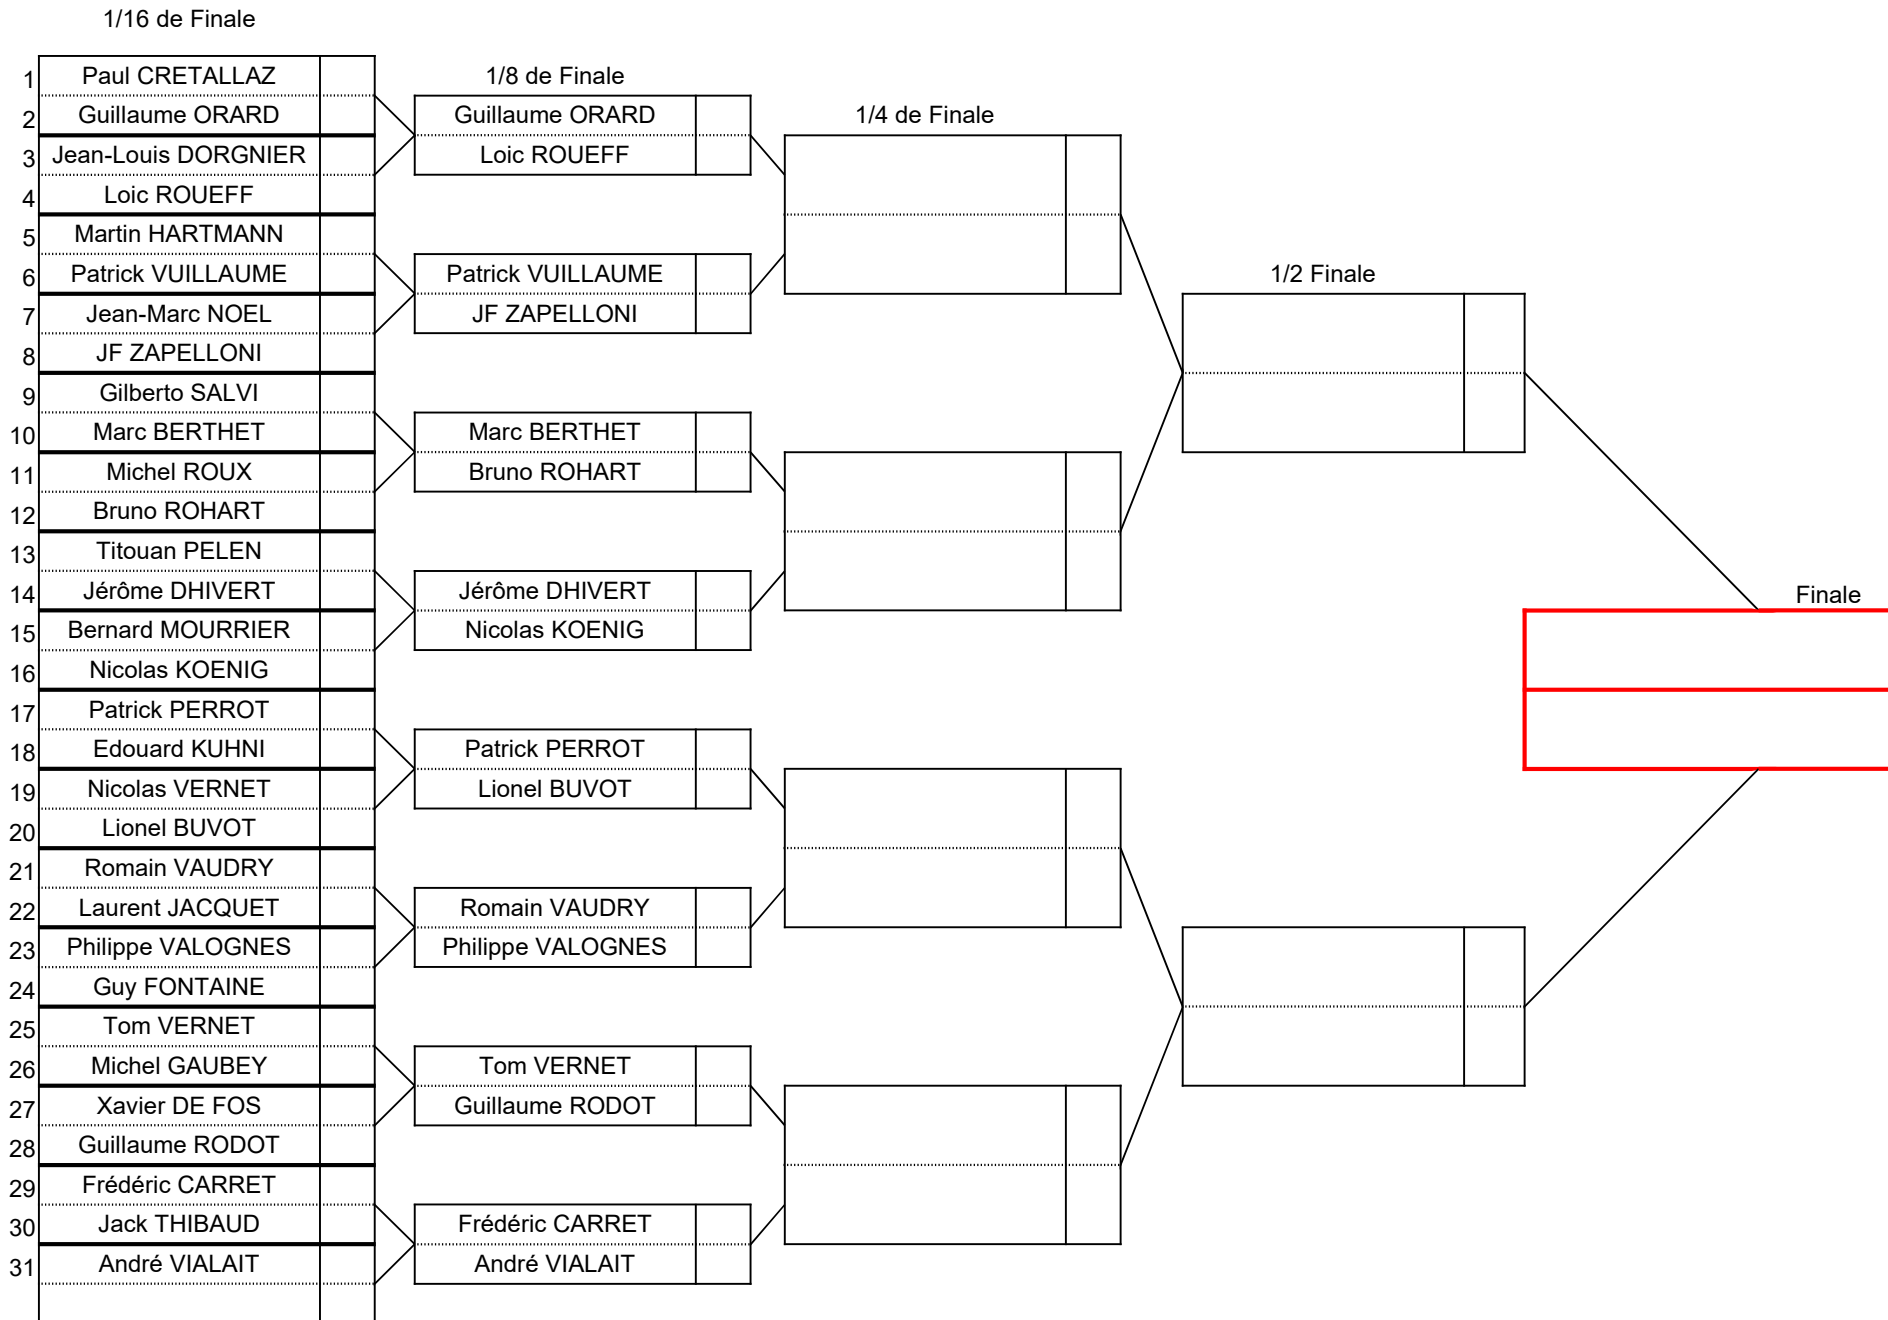 1/16 de Finale
1 Paul CRETALLAZ
2 Guillaume ORARD
3 Jean-Louis DORGNIER
4 Loic ROUEFF
5 Martin HARTMANN
6 Patrick VUILLAUME
7 Jean-Marc NOEL
8 JF ZAPELLONI
9 Gilberto SALVI
10 Marc BERTHET
11 Michel ROUX
12 Bruno ROHART
13 Titouan PELEN
14 Jérôme DHIVERT
15 Bernard MOURRIER
16 Nicolas KOENIG
17 Patrick PERROT
18 Edouard KUHNI
19 Nicolas VERNET
20 Lionel BUVOT
21 Romain VAUDRY
22 Laurent JACQUET
23 Philippe VALOGNES
24 Guy FONTAINE
25 Tom VERNET
26 Michel GAUBEY
27 Xavier DE FOS
28 Guillaume RODOT
29 Frédéric CARRET
30 Jack THIBAUD
31 André VIALAIT
1/8 de Finale
Guillaume ORARD
Loic ROUEFF
Patrick VUILLAUME
JF ZAPELLONI
Marc BERTHET
Bruno ROHART
Jérôme DHIVERT
Nicolas KOENIG
Patrick PERROT
Lionel BUVOT
Romain VAUDRY
Philippe VALOGNES
Tom VERNET
Guillaume RODOT
Frédéric CARRET
André VIALAIT
1/4 de Finale
1/2 Finale
Finale